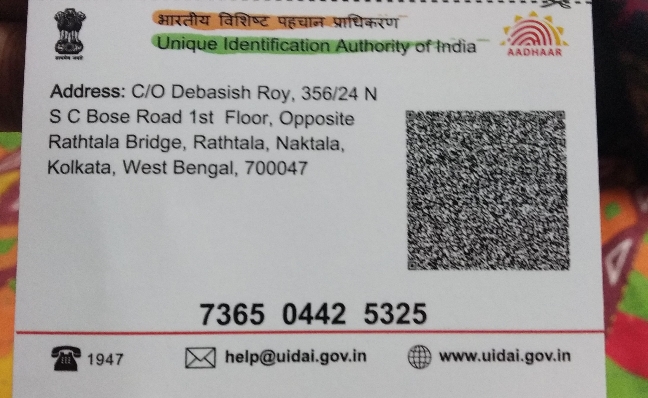 भारतीय विशिष्ट पहचान प्राधिकरण
Unique Identification Authority of India
AADHAAR
Address: C/O Debasish Roy, 356/24 N
S C Bose Road 1st Floor, Opposite
Rathtala Bridge, Rathtala, Naktala,
Kolkata, West Bengal, 700047
7365 0442 5325
1947 help@uidai.gov.in www.uidai.gov.in